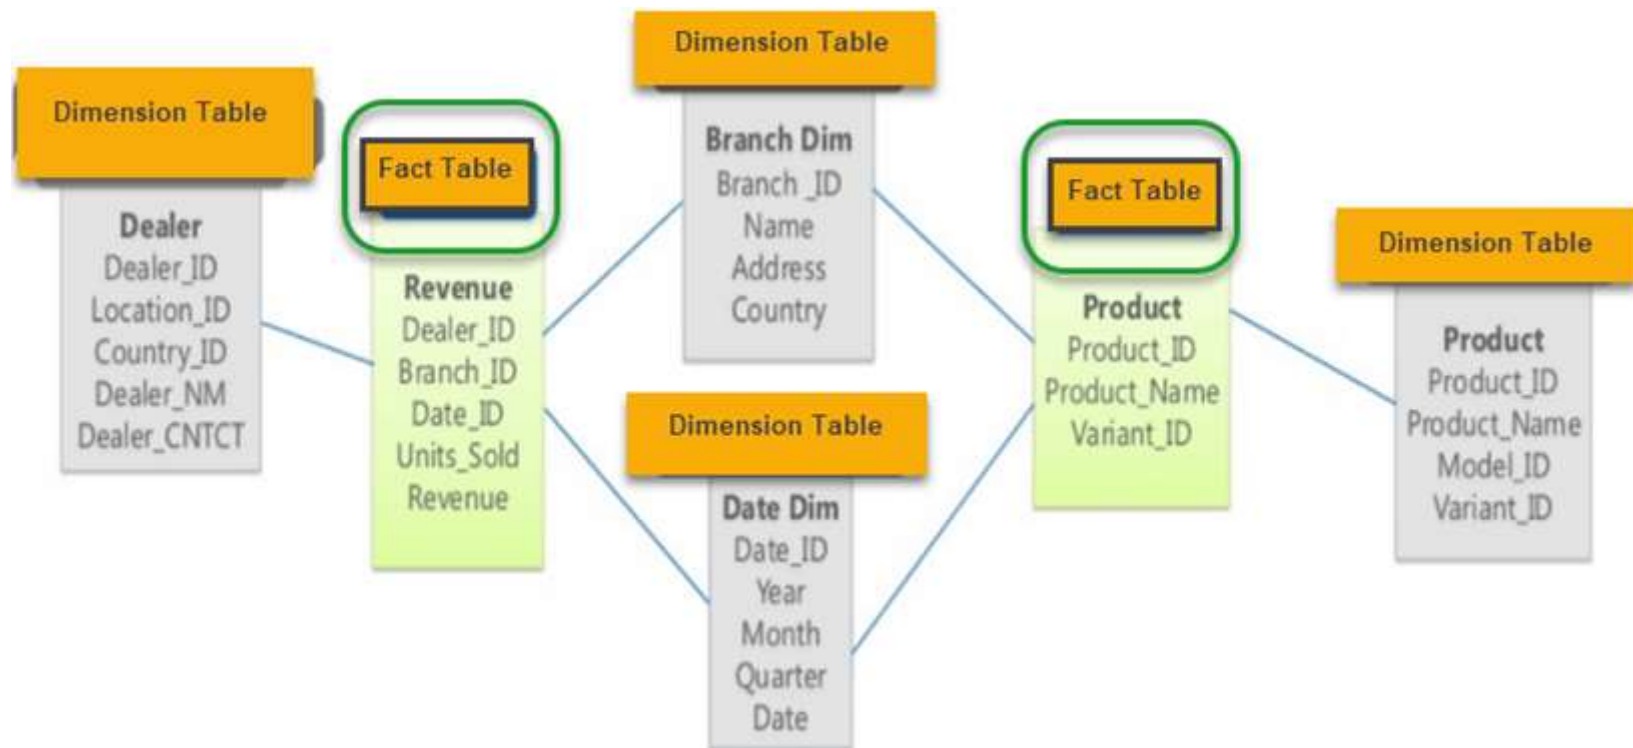 Dimension Table
Dealer
Dealer_ID
Location_ID
Country_ID
Dealer_NM
Dealer_CNTCT
Fact Table
Revenue
Dealer_ID
Branch_ID
Date_ID
Units_Sold
Revenue
Dimension Table
Branch Dim
Branch _ID
Name
Address
Country
Dimension Table
Date Dim
Date_ID
Year
Month
Quarter
Date
Fact Table
Product
Product_ID
Product_Name
Variant_ID
Dimension Table
Product
Product_ID
Product_Name
Model_ID
Variant_ID